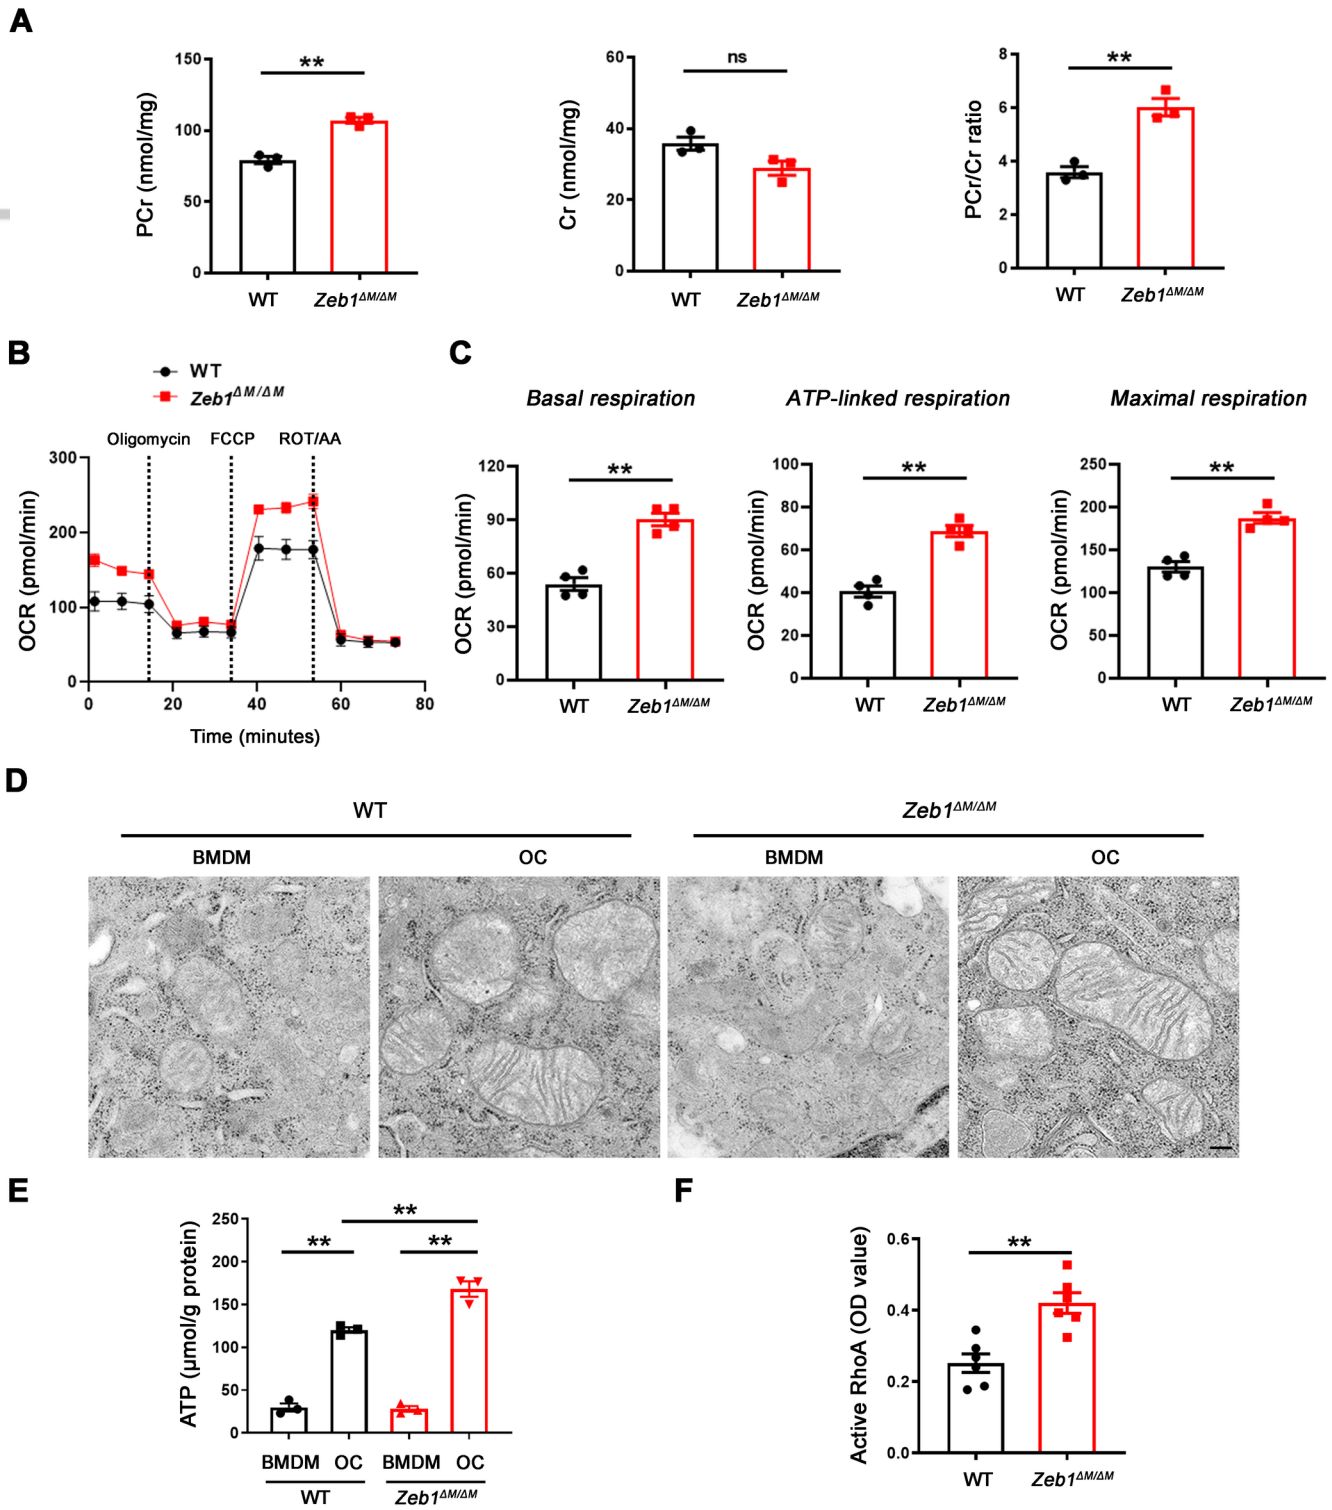 A
PCr (nmol/mg)
150
100
50
0
**
WT
Zeb1ΔM/ΔM
Cr (nmol/mg)
60
40
20
0
ns
WT
Zeb1ΔM/ΔM
PCr/Cr ratio
8
6
4
2
0
**
WT
Zeb1ΔM/ΔM
B
WT
Zeb1ΔM/ΔM
Oligomycin FCCP ROT/AA
OCR (pmol/min)
300
200
100
0
0 20 40 60 80
Time (minutes)
C
Basal respiration
OCR (pmol/min)
120
90
60
30
0
**
WT
Zeb1ΔM/ΔM
ATP-linked respiration
OCR (pmol/min)
100
80
60
40
20
0
**
WT
Zeb1ΔM/ΔM
Maximal respiration
OCR (pmol/min)
250
200
150
100
50
0
**
WT
Zeb1ΔM/ΔM
D
WT
Zeb1ΔM/ΔM
BMDM OC BMDM OC
E
ATP (μmol/g protein)
250
200
150
100
50
0
**
** **
BMDM OC BMDM OC
WT
Zeb1ΔM/ΔM
F
Active RhoA (OD value)
0.6
0.4
0.2
0.0
**
WT
Zeb1ΔM/ΔM